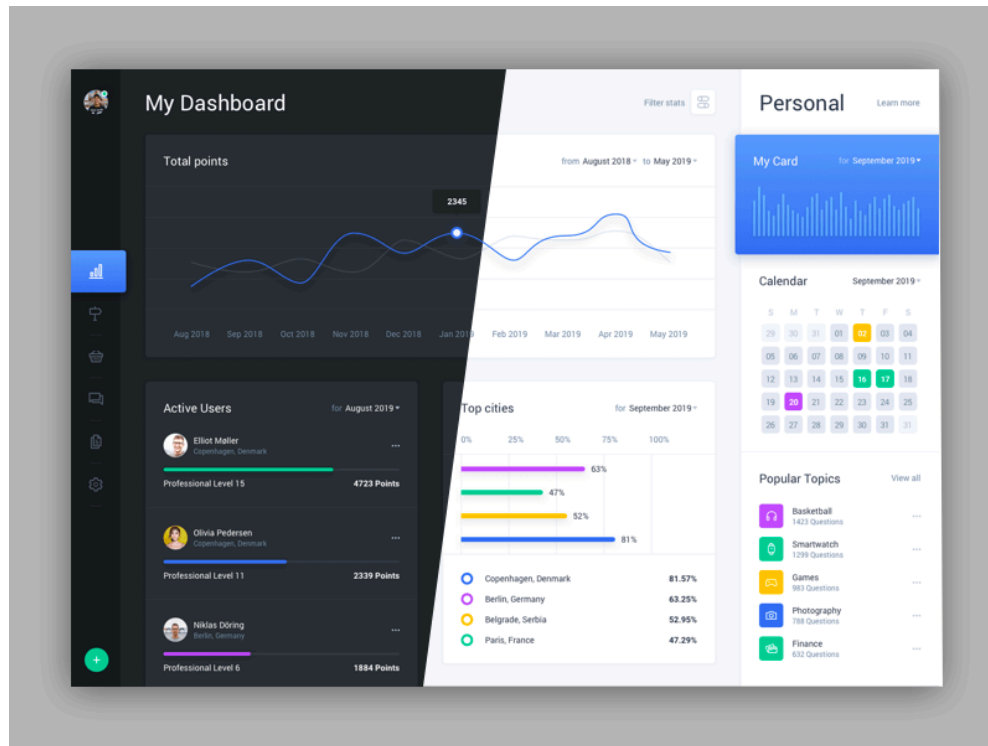 My Dashboard
Filter stats
Total points
from August 2018 to May 2019
2345
Aug 2018 Sep 2018 Oct 2018 Nov 2018 Dec 2018 Jan 2019 Feb 2019 Mar 2019 Apr 2019 May 2019
Active Users
for August 2019
Elliot Møller
Copenhagen, Denmark
Professional Level 15
4723 Points
Olivia Pedersen
Copenhagen, Denmark
Professional Level 11
2339 Points
Niklas Döring
Berlin, Germany
Professional Level 6
1884 Points
Top cities
for September 2019
0% 25% 50% 75% 100%
63%
47%
52%
81%
Copenhagen, Denmark 81.57%
Berlin, Germany 63.25%
Belgrade, Serbia 52.95%
Paris, France 47.29%
Personal
Learn more
My Card
for September 2019
Calendar
September 2019
S M T W T F S
29 30 31 01 02 03 04
05 06 07 08 09 10 11
12 13 14 15 16 17 18
19 20 21 22 23 24 25
26 27 28 29 30 31 31
Popular Topics
View all
Basketball
1423 Questions
Smartwatch
1299 Questions
Games
983 Questions
Photography
788 Questions
Finance
632 Questions